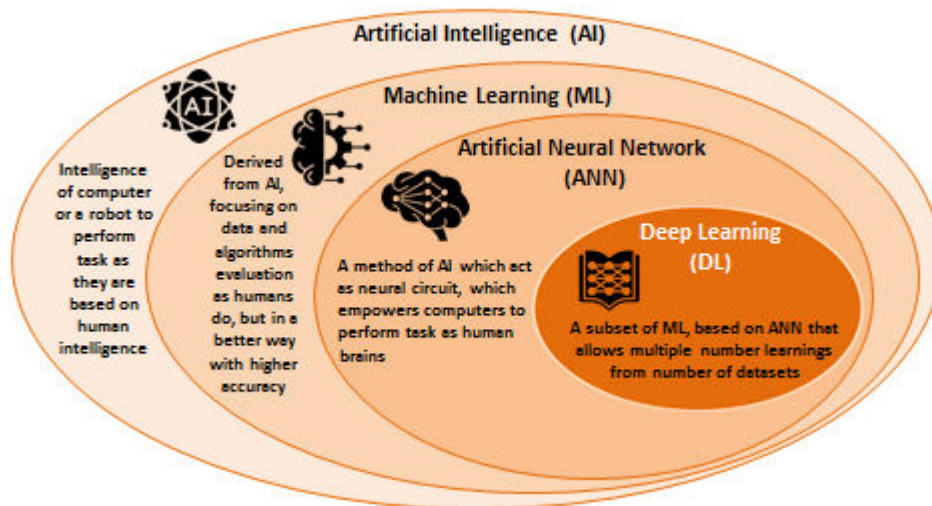 Artificial Intelligence (AI)
AI
Intelligence
of computer
or a robot to
perform
task as
they are
based on
human
intelligence
Machine Learning (ML)
Derived
from AI,
focusing on
data and
algorithms
evaluation
as humans
do, but in a
better way
with higher
accuracy
Artificial Neural Network
(ANN)
A method of AI which act
as neural circuit, which
empowers computers to
perform task as human
brains
Deep Learning
(DL)
A subset of ML, based on ANN that
allows multiple number learnings
from number of datasets